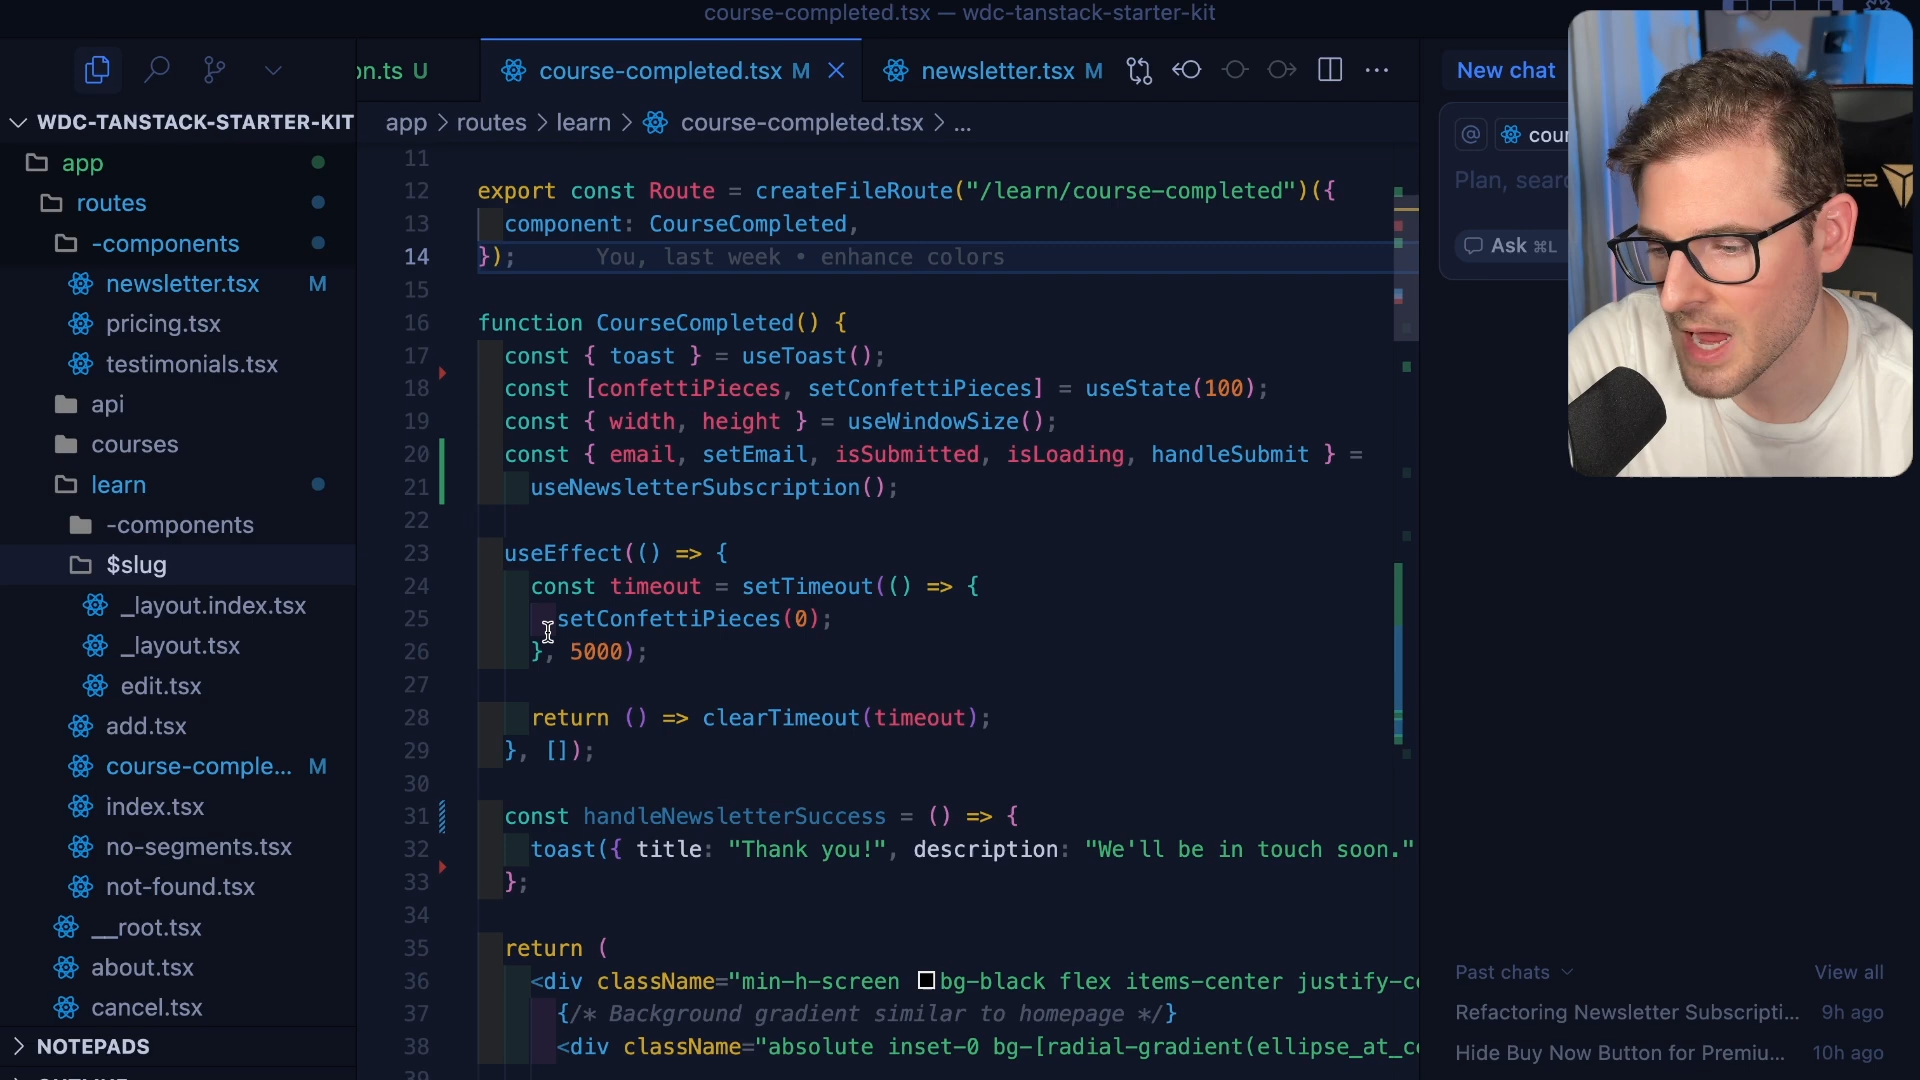 course-completed.tsx — wdc-tanstack-starter-kit
on.ts U
course-completed.tsx M
newsletter.tsx M
New chat
WDC-TANSTACK-STARTER-KIT
app > routes > learn > course-completed.tsx > ...
@
cour
Plan, searc
Ask ⌘L
app
routes
-components
newsletter.tsx M
pricing.tsx
testimonials.tsx
api
courses
learn
-components
$slug
_layout.index.tsx
_layout.tsx
edit.tsx
add.tsx
course-comple... M
index.tsx
no-segments.tsx
not-found.tsx
__root.tsx
about.tsx
cancel.tsx
NOTEPADS
11
12 export const Route = createFileRoute("/learn/course-completed")({
13 component: CourseCompleted,
14 }); You, last week • enhance colors
15
16 function CourseCompleted() {
17 const { toast } = useToast();
18 const [confettiPieces, setConfettiPieces] = useState(100);
19 const { width, height } = useWindowSize();
20 const { email, setEmail, isSubmitted, isLoading, handleSubmit } =
21 useNewsletterSubscription();
22
23 useEffect(() => {
24 const timeout = setTimeout(() => {
25 setConfettiPieces(0);
26 }, 5000);
27
28 return () => clearTimeout(timeout);
29 }, []);
30
31 const handleNewsletterSuccess = () => {
32 toast({ title: "Thank you!", description: "We'll be in touch soon."
33 };
34
35 return (
36 <div className="min-h-screen bg-black flex items-center justify-ce
37 {/* Background gradient similar to homepage */}
38 <div className="absolute inset-0 bg-[radial-gradient(ellipse_at_ce
Past chats
View all
Refactoring Newsletter Subscripti... 9h ago
Hide Buy Now Button for Premiu... 10h ago